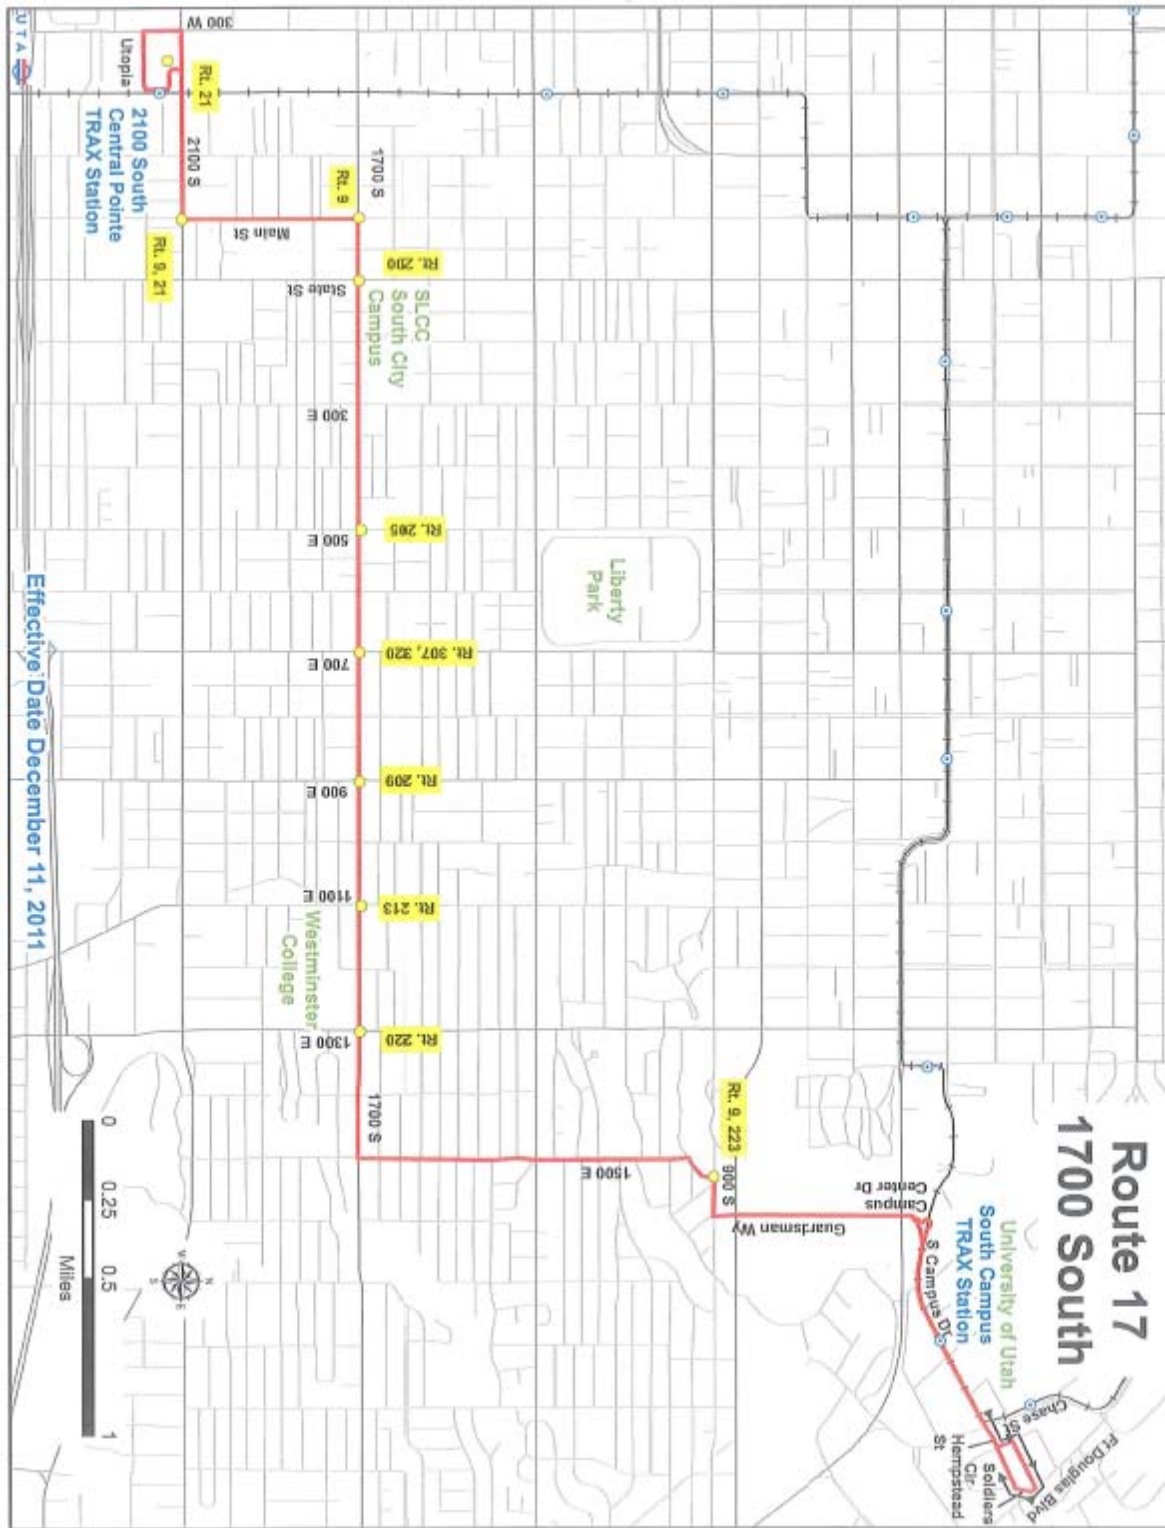 Route 17
1700 South
University of Utah
South Campus
TRAX Station
Chase St
Ft Douglas Blvd
Soldiers
Cir
Hempstead
St
S Campus Dr
Campus
Center Dr
Guardsman Wy
900 S
Rt. 9, 223
1500 E
1700 S
Rt. 220
1300 E
Westminster
College
Rt. 213
1100 E
Rt. 209
900 E
Rt. 307, 320
700 E
Liberty
Park
Rt. 205
500 E
300 E
SLCC
South City
Campus
Rt. 200
State St
1700 S
Rt. 9
Main St
Rt. 9, 21
2100 S
Rt. 21
2100 South
Central Pointe
TRAX Station
Utopia
300 W
U T A
Effective Date December 11, 2011
0 0.25 0.5 1
Miles
N
E
S
W